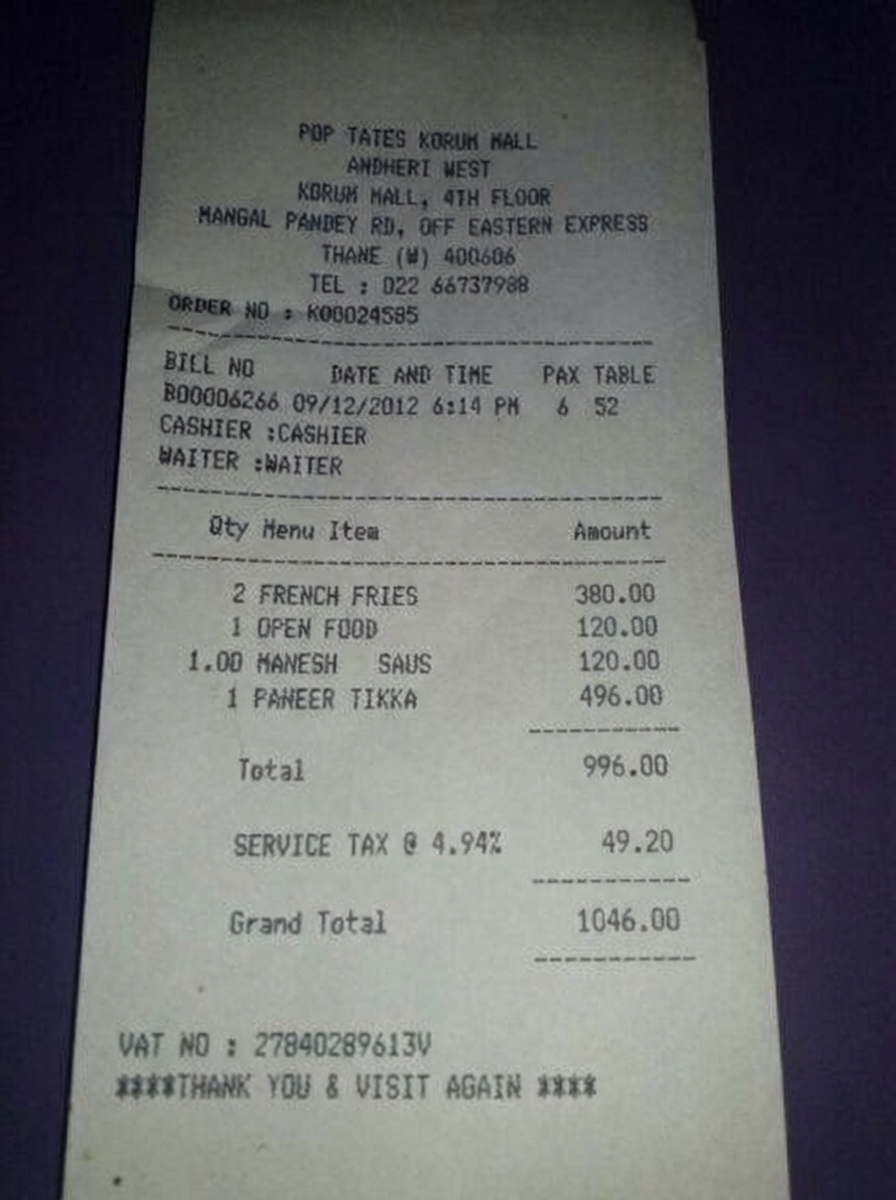 POP TATES KORUM MALL
ANDHERI WEST
KORUM MALL, 4TH FLOOR
MANGAL PANDEY RD, OFF EASTERN EXPRESS
THANE (W) 400606
TEL : 022 66737988
ORDER NO : K00024585
BILL NO DATE AND TIME PAX TABLE
B00006266 09/12/2012 6:14 PM 6 52
CASHIER :CASHIER
WAITER :WAITER
Qty Menu Item Amount
2 FRENCH FRIES 380.00
1 OPEN FOOD 120.00
1.00 MANESH SAUS 120.00
1 PANEER TIKKA 496.00
Total 996.00
SERVICE TAX @ 4.94% 49.20
Grand Total 1046.00
VAT NO : 27840289613V
****THANK YOU & VISIT AGAIN ****